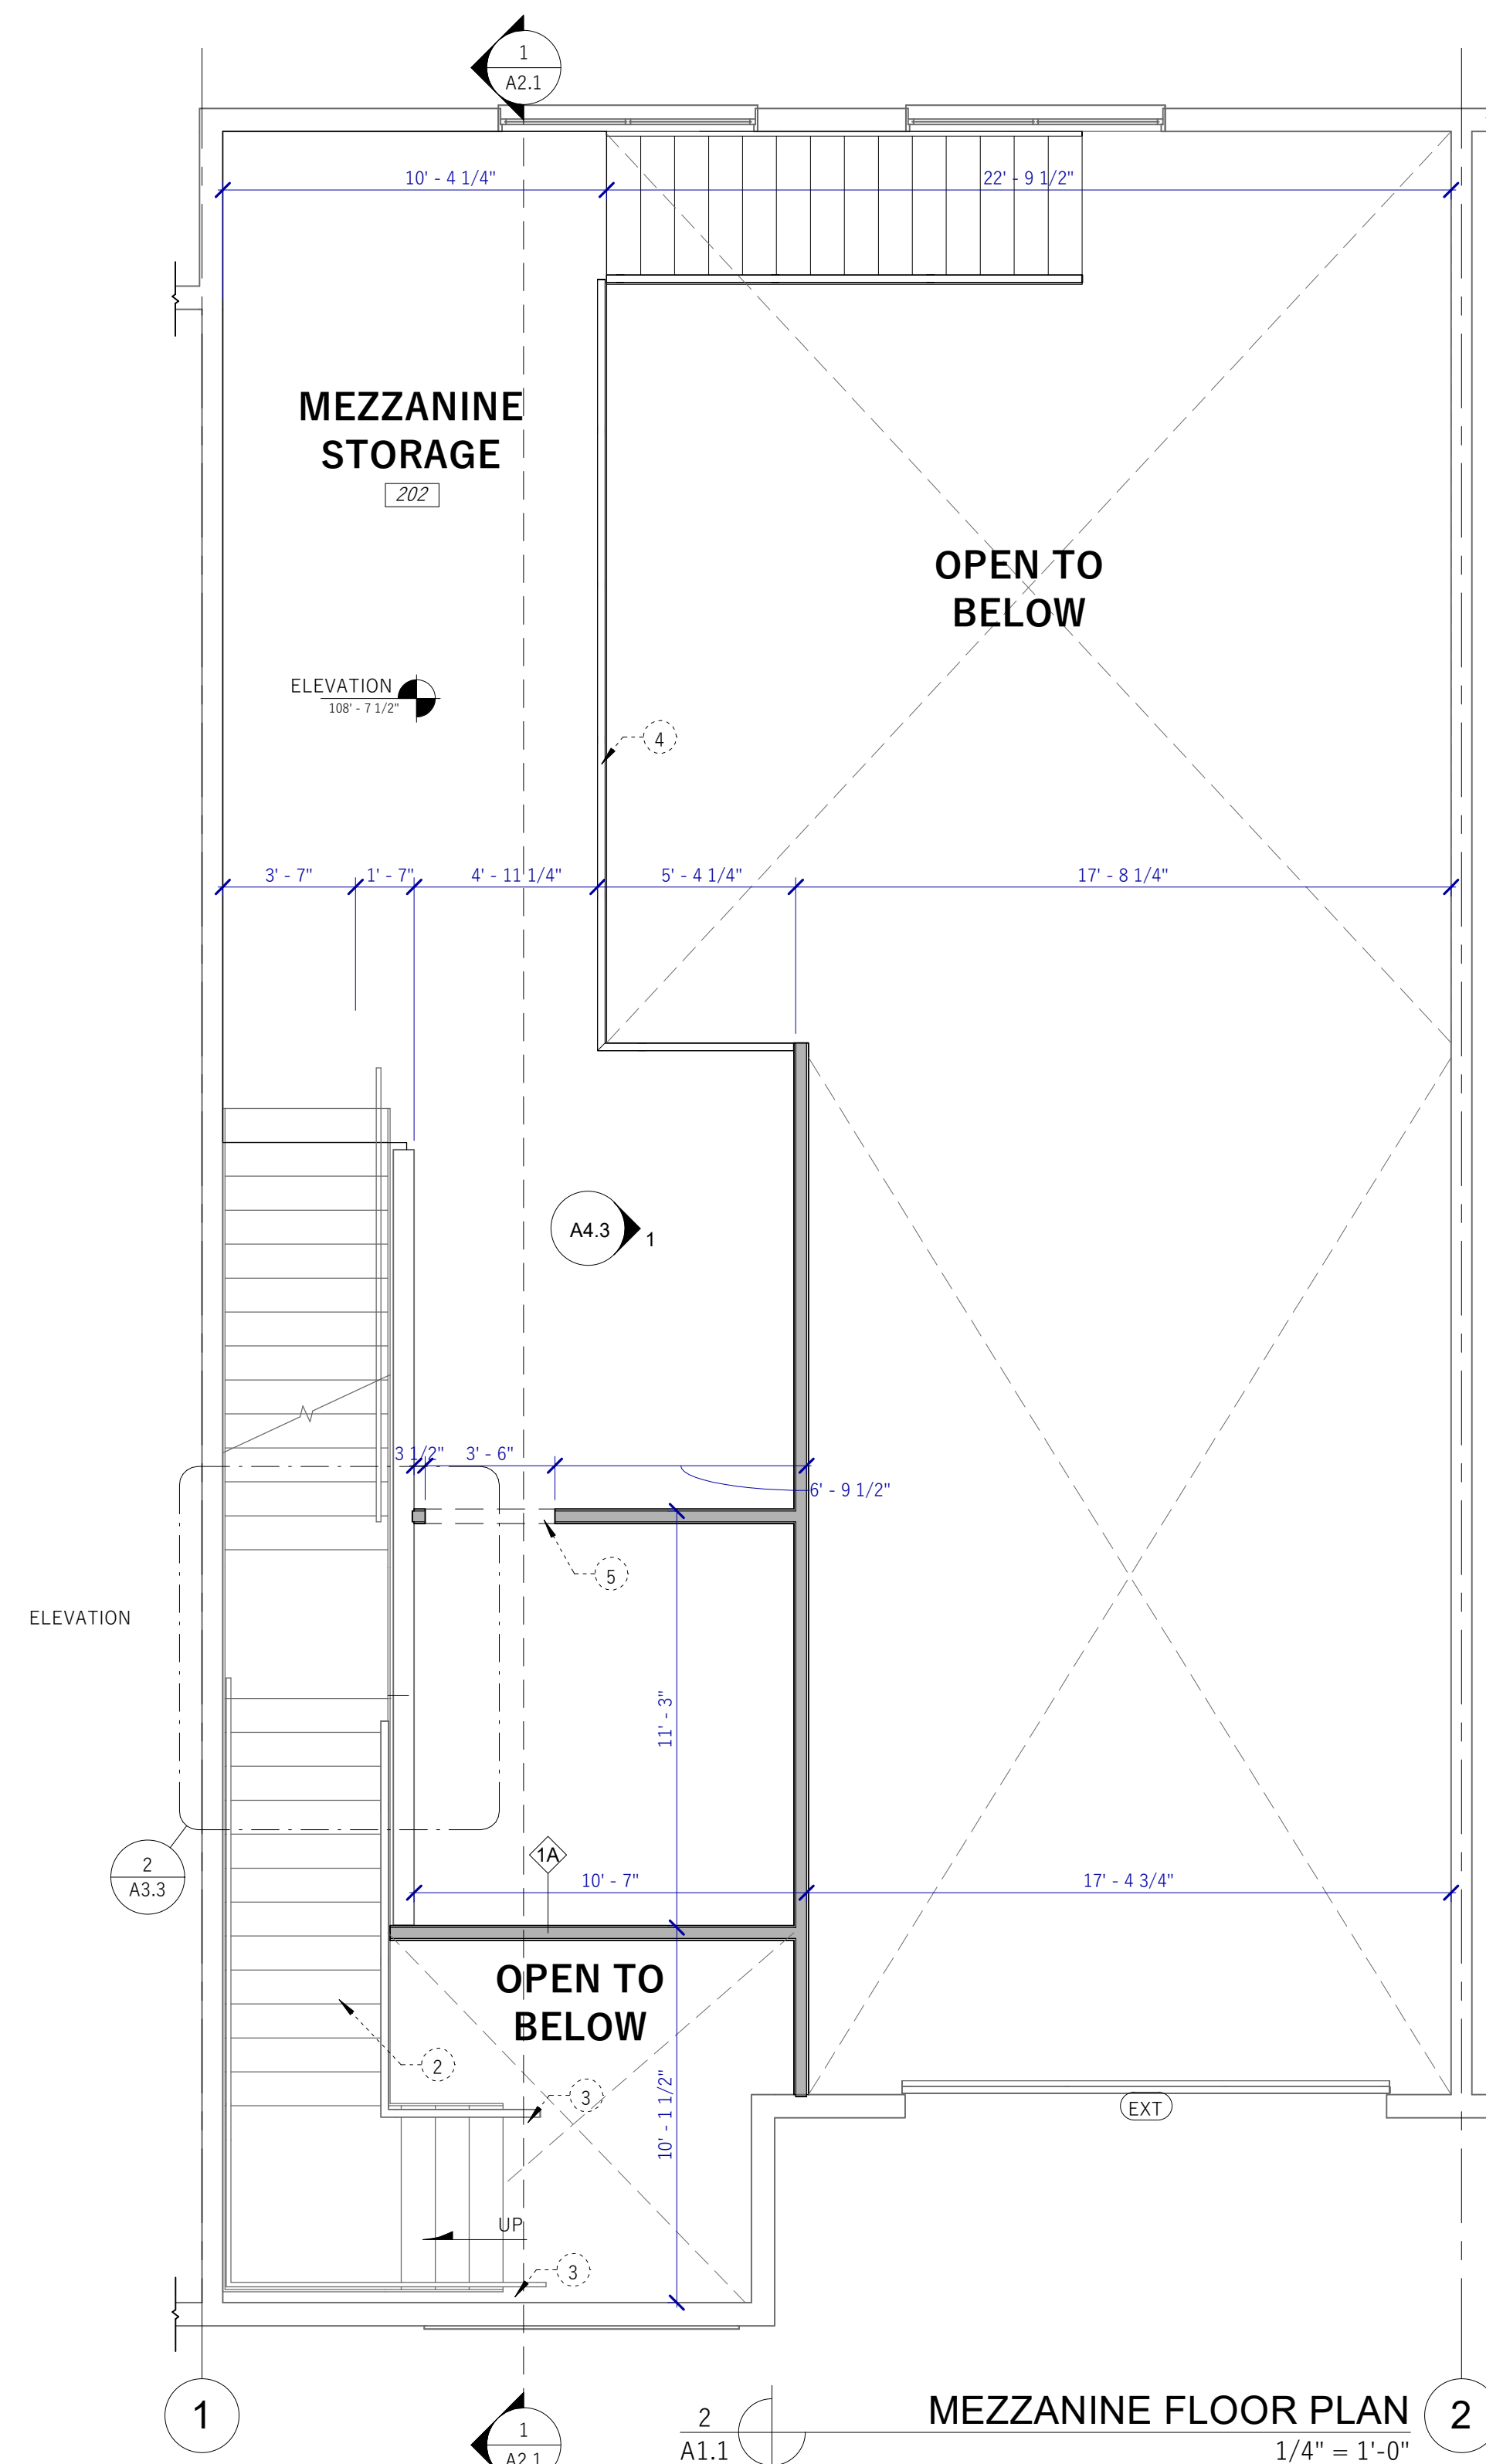 1
A2.1
10' - 4 1/4"
22' - 9 1/2"
MEZZANINE
STORAGE
202
OPEN TO
BELOW
ELEVATION
108' - 7 1/2"
4
3' - 7"
1' - 7"
4' - 11 1/4"
5' - 4 1/4"
17' - 8 1/4"
A4.3
1
3 1/2"
3' - 6"
6' - 9 1/2"
5
ELEVATION
11' - 3"
1A
2
A3.3
10' - 7"
17' - 4 3/4"
OPEN TO
BELOW
2
3
10' - 1 1/2"
EXT
UP
3
1
1
A2.1
2
A1.1
MEZZANINE FLOOR PLAN
1/4" = 1'-0"
2